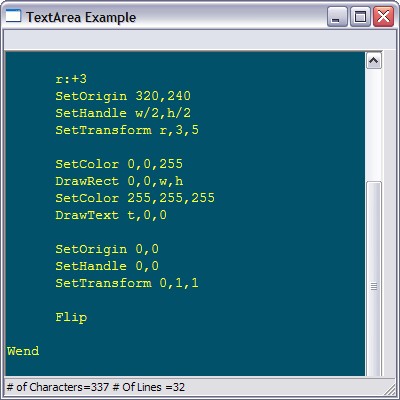 TextArea Example
r:+3
SetOrigin 320,240
SetHandle w/2,h/2
SetTransform r,3,5
SetColor 0,0,255
DrawRect 0,0,w,h
SetColor 255,255,255
DrawText t,0,0
SetOrigin 0,0
SetHandle 0,0
SetTransform 0,1,1
Flip
Wend
# of Characters=337 # Of Lines =32